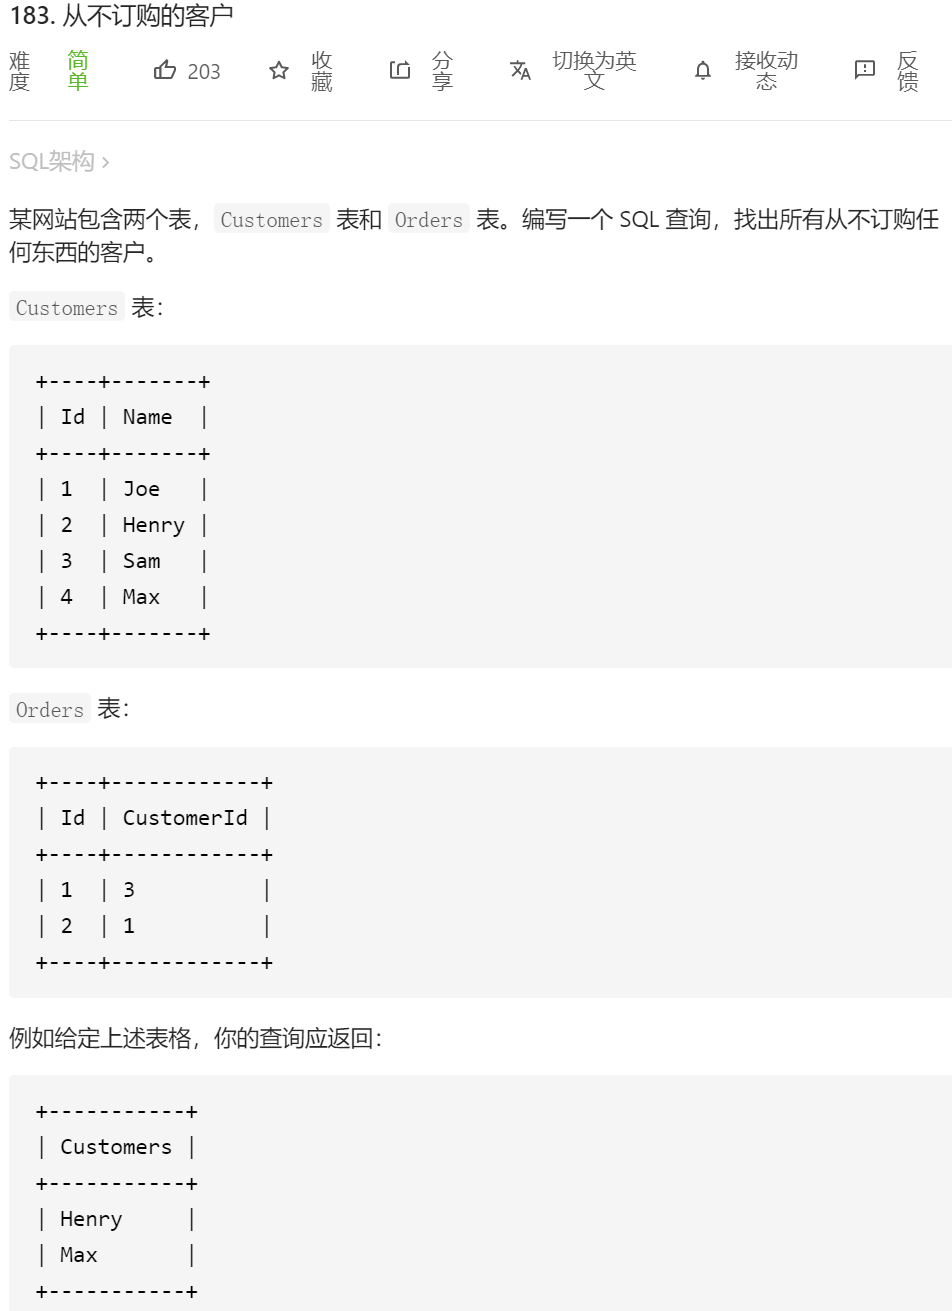 183. 从不订购的客户
难度 简单 203 收藏 分享 切换为英文 接收动态 反馈
SQL架构 >
某网站包含两个表，Customers 表和 Orders 表。编写一个 SQL 查询，找出所有从不订购任
何东西的客户。
Customers 表：
+----+-------+
| Id | Name  |
+----+-------+
| 1  | Joe   |
| 2  | Henry |
| 3  | Sam   |
| 4  | Max   |
+----+-------+
Orders 表：
+----+------------+
| Id | CustomerId |
+----+------------+
| 1  | 3          |
| 2  | 1          |
+----+------------+
例如给定上述表格，你的查询应返回：
+-----------+
| Customers |
+-----------+
| Henry     |
| Max       |
+-----------+